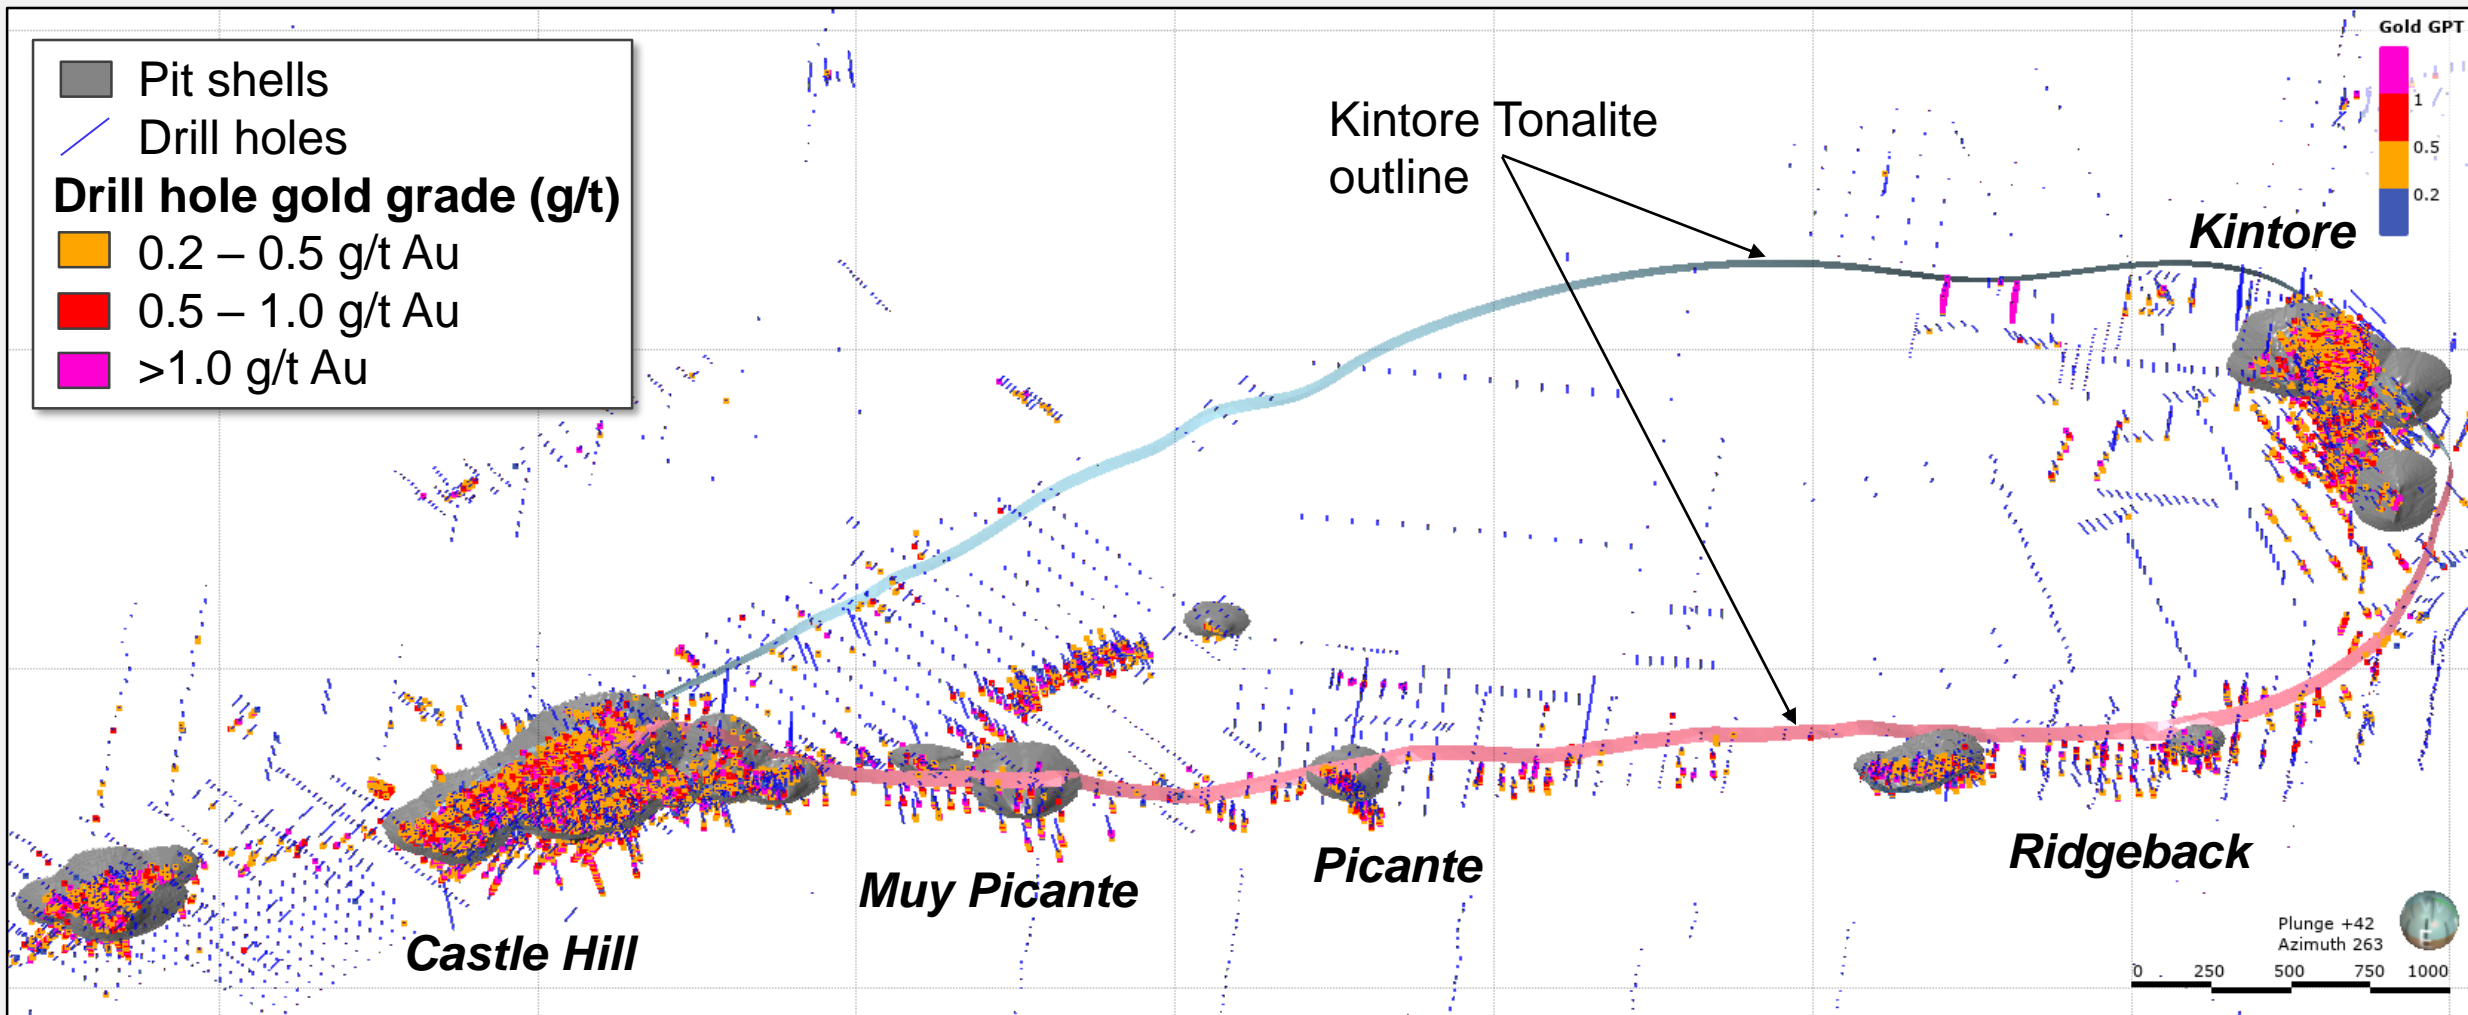 Pit shells
Drill holes
Drill hole gold grade (g/t)
0.2 – 0.5 g/t Au
0.5 – 1.0 g/t Au
>1.0 g/t Au
Kintore Tonalite
outline
Gold GPT
1
0.5
0.2
Kintore
Ridgeback
Picante
Muy Picante
Castle Hill
Plunge +42
Azimuth 263
0 250 500 750 1000